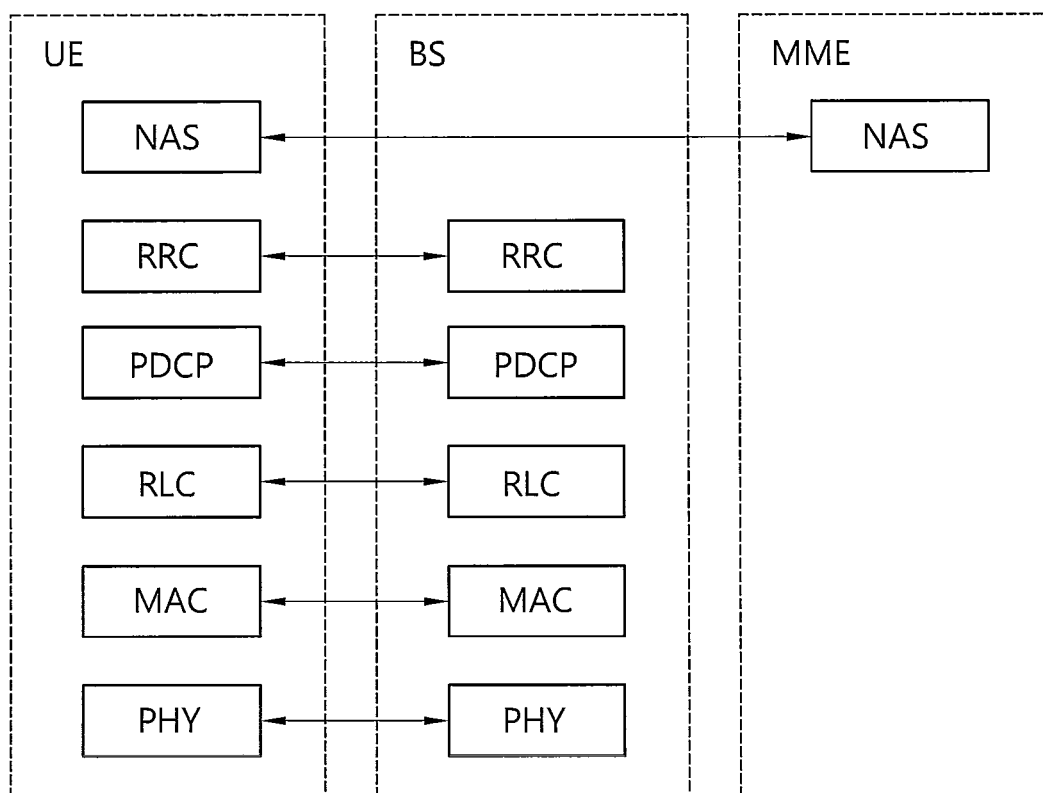 UE BS MME
NAS NAS
RRC RRC
PDCP PDCP
RLC RLC
MAC MAC
PHY PHY